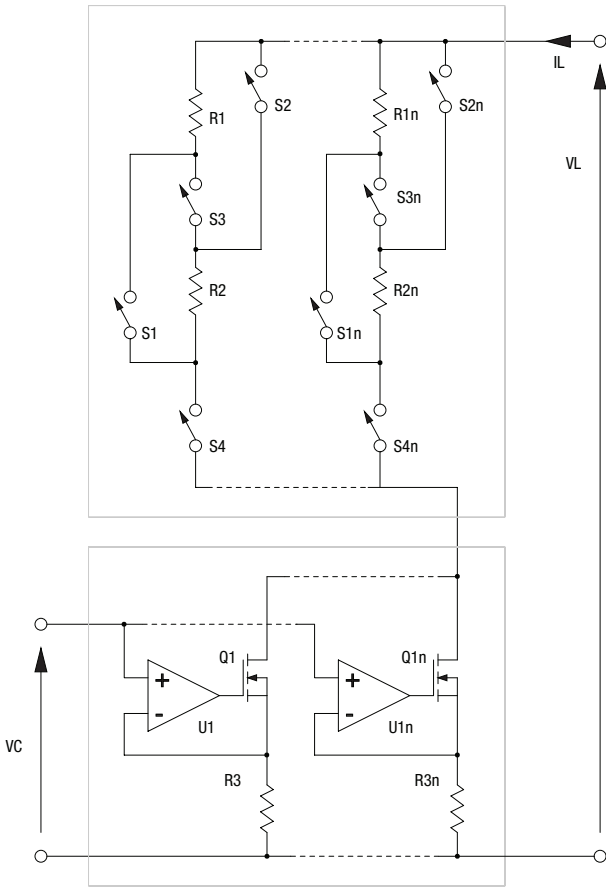 IL
R1
S2
R1n
S2n
VL
S3
S3n
R2
R2n
S1
S1n
S4
S4n
Q1
Q1n
+
-
U1
+
-
U1n
VC
R3
R3n